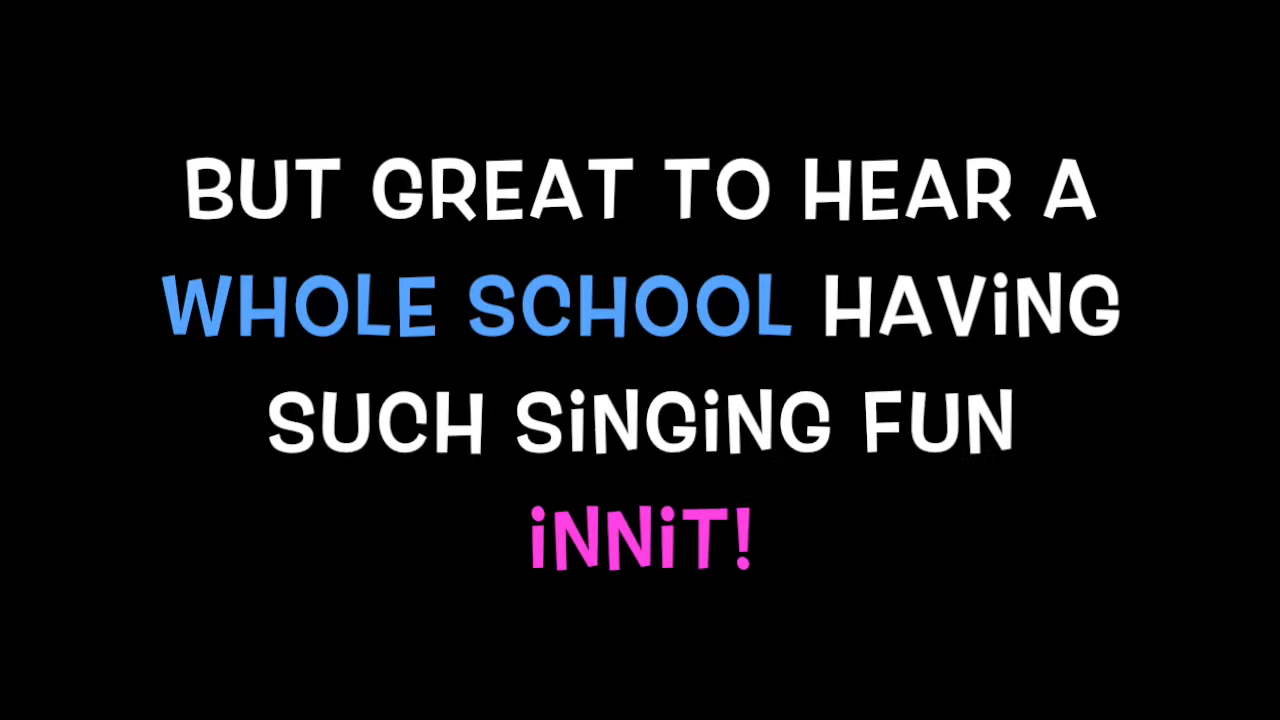 BUT GREAT TO HEAR A
WHOLE SCHOOL HAViNG
SUCH SiNGiNG FUN
iNNiT!